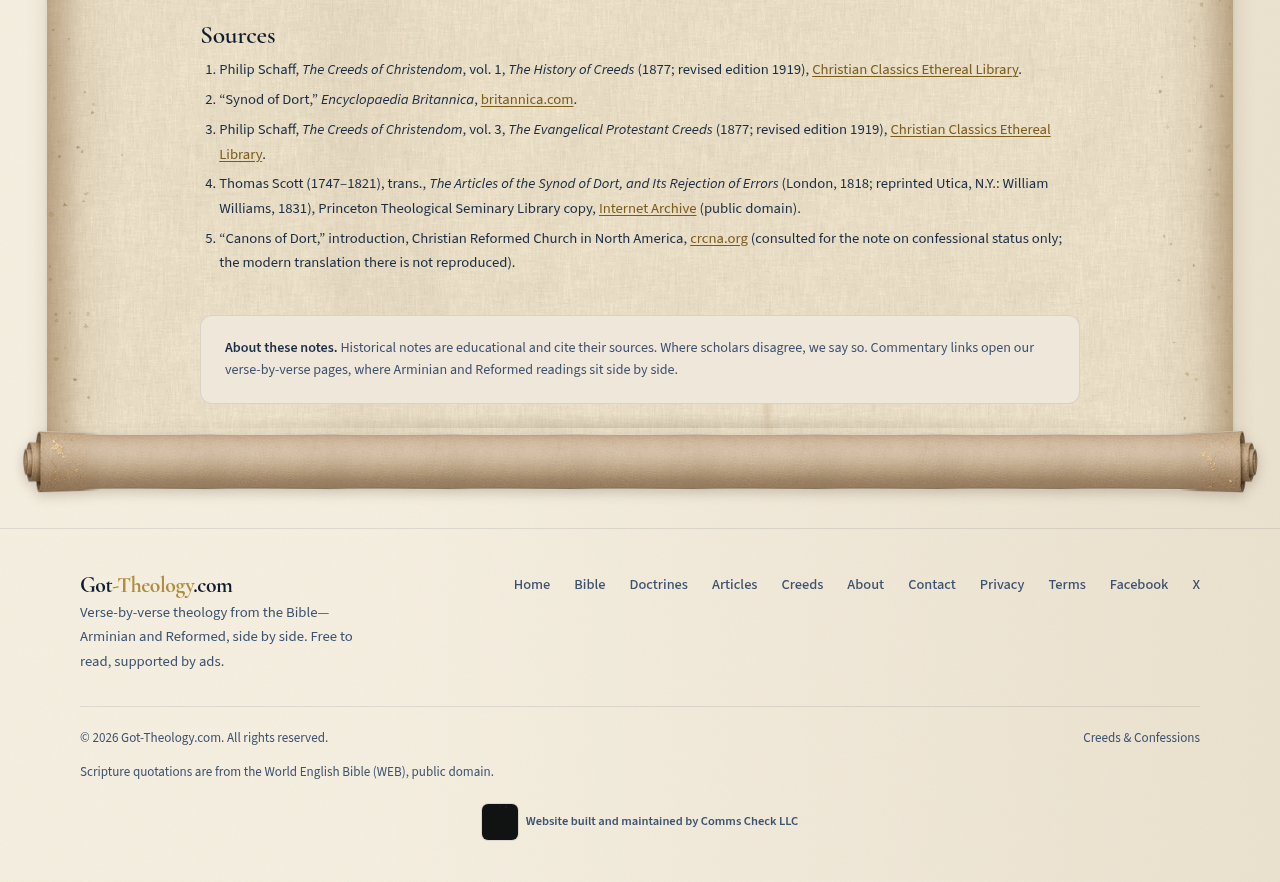 Sources
1. Philip Schaff, The Creeds of Christendom, vol. 1, The History of Creeds (1877; revised edition 1919), Christian Classics Ethereal Library.
2. “Synod of Dort,” Encyclopaedia Britannica, britannica.com.
3. Philip Schaff, The Creeds of Christendom, vol. 3, The Evangelical Protestant Creeds (1877; revised edition 1919), Christian Classics Ethereal
Library.
4. Thomas Scott (1747–1821), trans., The Articles of the Synod of Dort, and Its Rejection of Errors (London, 1818; reprinted Utica, N.Y.: William
Williams, 1831), Princeton Theological Seminary Library copy, Internet Archive (public domain).
5. “Canons of Dort,” introduction, Christian Reformed Church in North America, crcna.org (consulted for the note on confessional status only;
the modern translation there is not reproduced).
About these notes. Historical notes are educational and cite their sources. Where scholars disagree, we say so. Commentary links open our
verse-by-verse pages, where Arminian and Reformed readings sit side by side.
Got-Theology.com
Verse-by-verse theology from the Bible—
Arminian and Reformed, side by side. Free to
read, supported by ads.
Home Bible Doctrines Articles Creeds About Contact Privacy Terms Facebook X
© 2026 Got-Theology.com. All rights reserved.
Creeds & Confessions
Scripture quotations are from the World English Bible (WEB), public domain.
Website built and maintained by Comms Check LLC